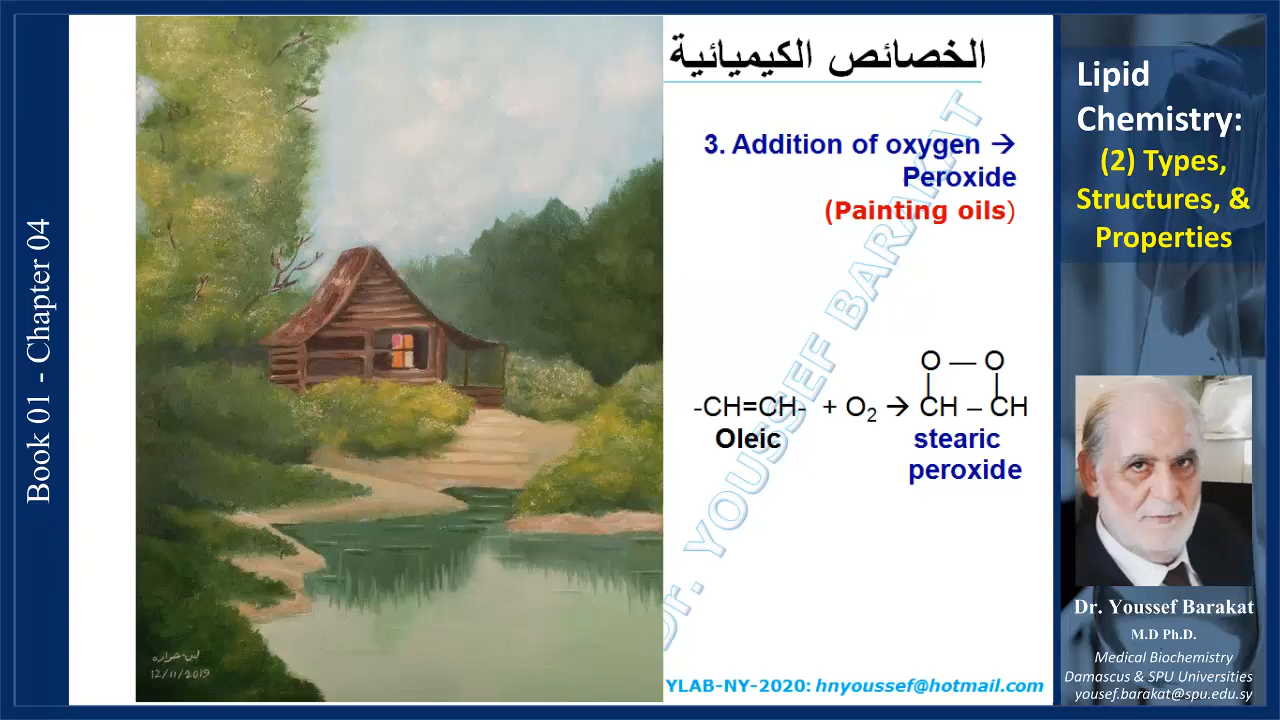 Book 01 - Chapter 04
12/11/2019
الخصائص الكيميائية
3. Addition of oxygen →
Peroxide
(Painting oils)
O — O
| |
-CH=CH- + O₂ → CH – CH
Oleic stearic
peroxide
Dr. YOUSSEF BARAKAT
YLAB-NY-2020: hnyoussef@hotmail.com
Lipid
Chemistry:
(2) Types,
Structures, &
Properties
Dr. Youssef Barakat
M.D Ph.D.
Medical Biochemistry
Damascus & SPU Universities
yousef.barakat@spu.edu.sy